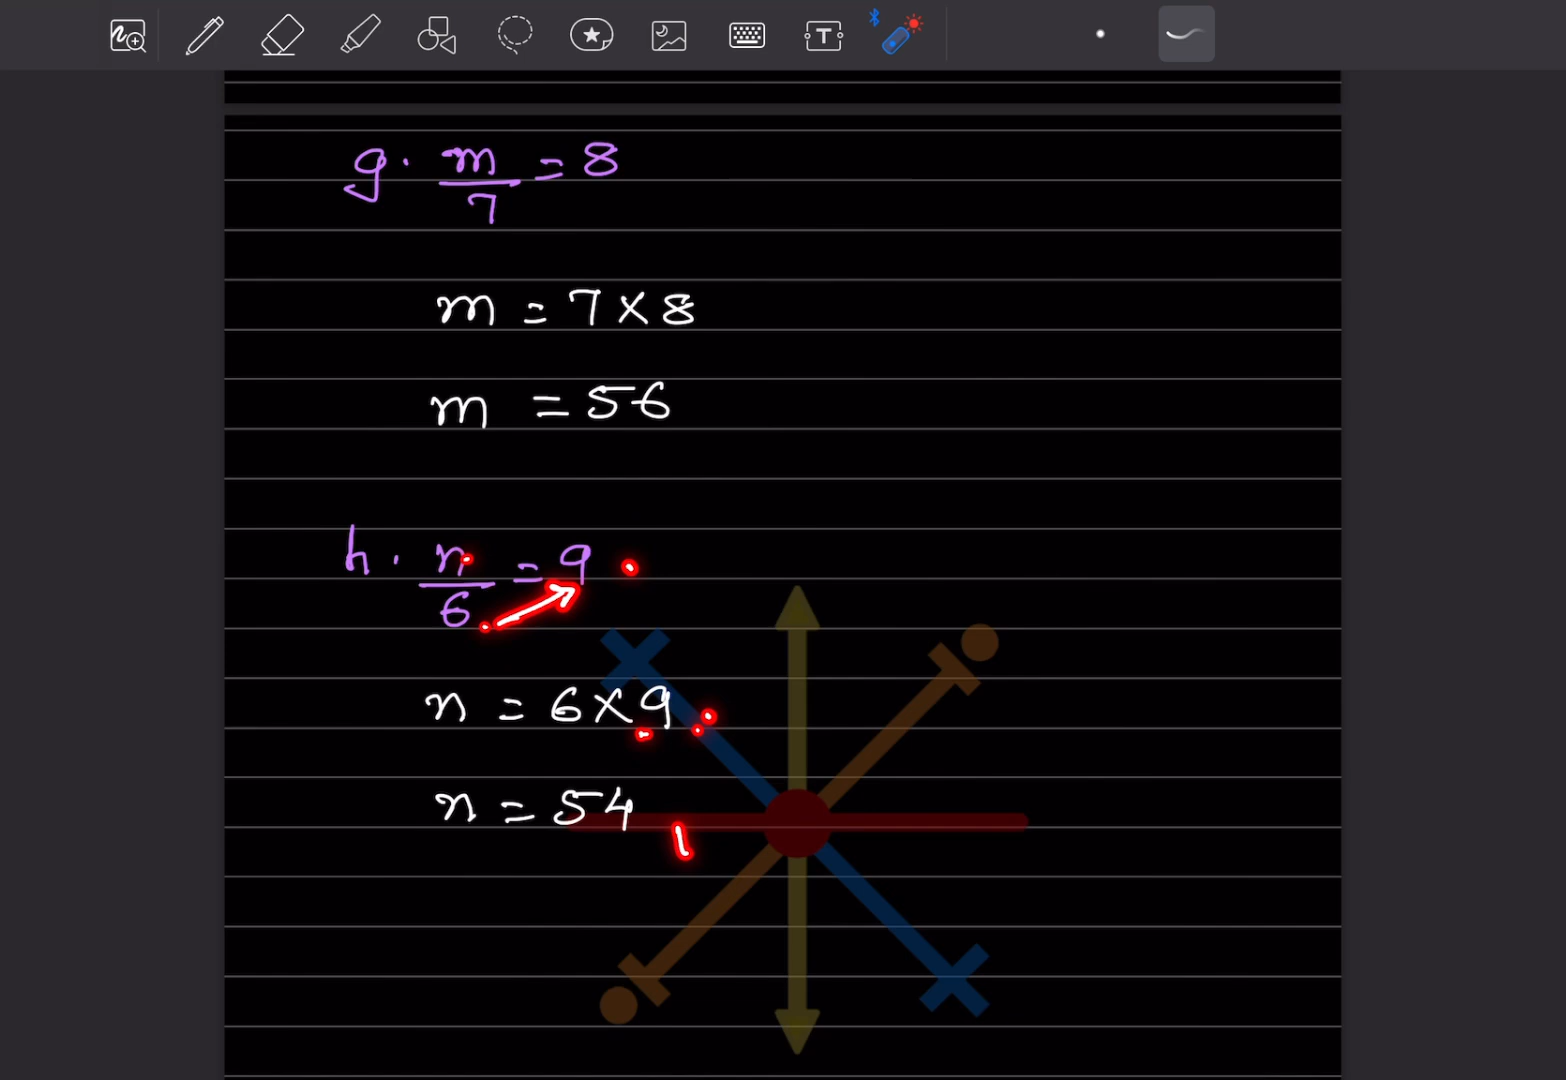 g. m/7 = 8
m = 7 × 8
m = 56
h. n/6 = 9
n = 6 × 9
n = 54